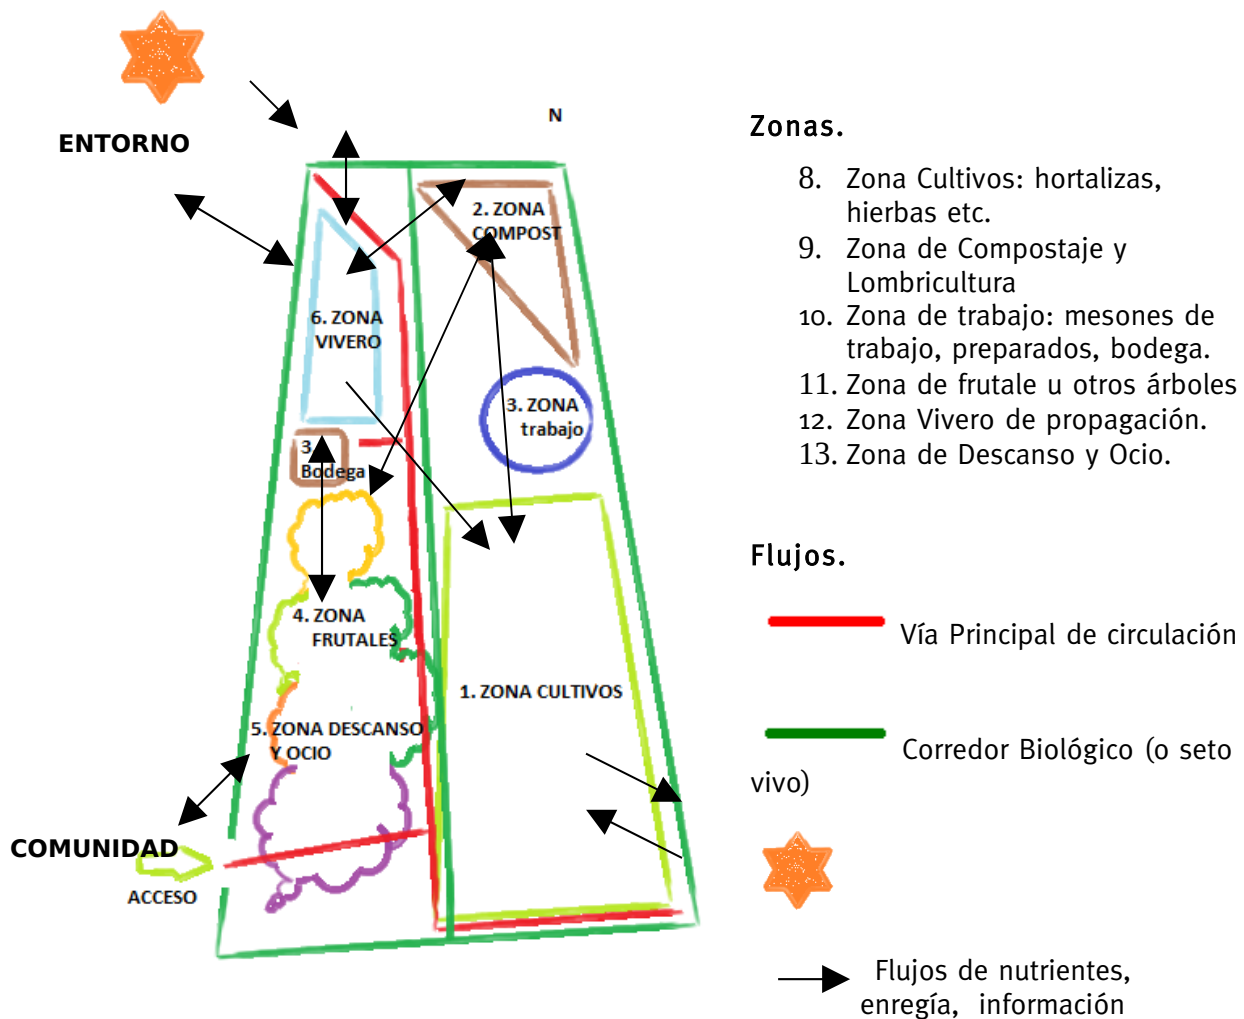 ENTORNO
N
2. ZONA
COMPOST
6. ZONA
VIVERO
3. ZONA
trabajo
3.
Bodega
4. ZONA
FRUTALES
1. ZONA CULTIVOS
5. ZONA DESCANSO
Y OCIO
COMUNIDAD
ACCESO
Zonas.
8. Zona Cultivos: hortalizas,
hierbas etc.
9. Zona de Compostaje y
Lombricultura
10. Zona de trabajo: mesones de
trabajo, preparados, bodega.
11. Zona de frutale u otros árboles
12. Zona Vivero de propagación.
13. Zona de Descanso y Ocio.
Flujos.
Vía Principal de circulación
Corredor Biológico (o seto
vivo)
Flujos de nutrientes,
enregía, información